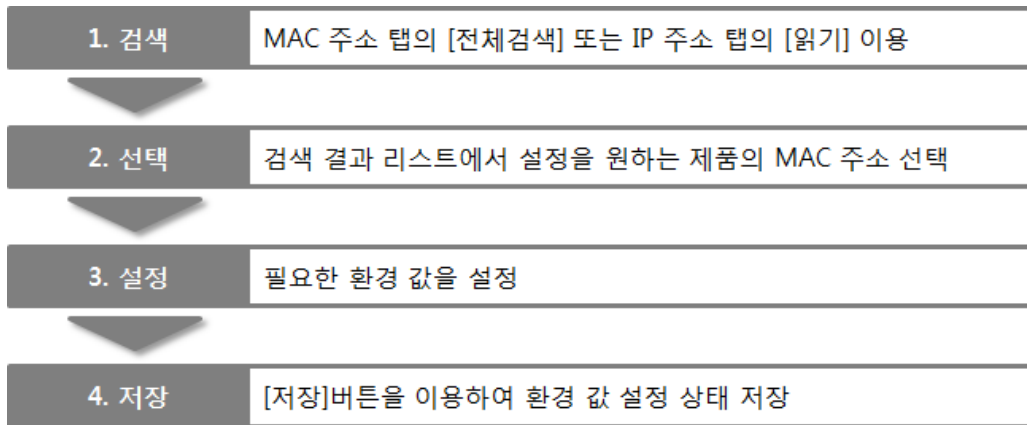 1. 검색 MAC 주소 탭의 [전체검색] 또는 IP 주소 탭의 [읽기] 이용
2. 선택 검색 결과 리스트에서 설정을 원하는 제품의 MAC 주소 선택
3. 설정 필요한 환경 값을 설정
4. 저장 [저장]버튼을 이용하여 환경 값 설정 상태 저장